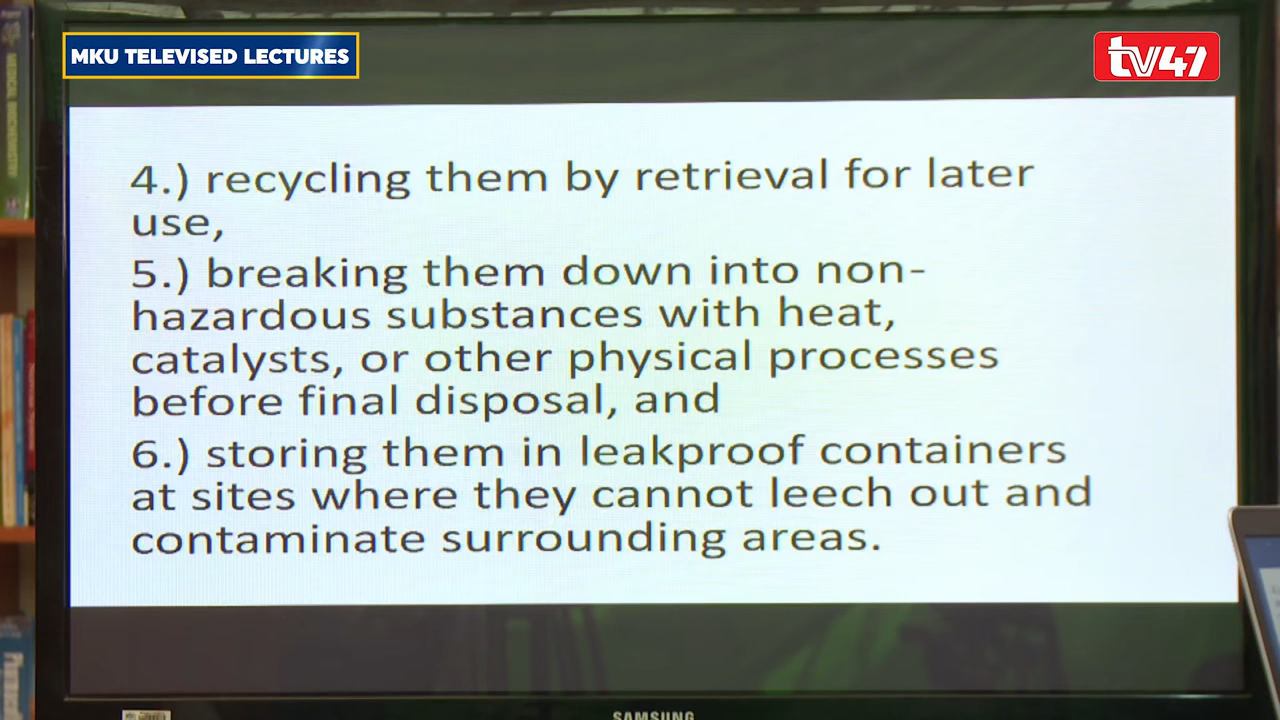 MKU TELEVISED LECTURES
tv47
4.) recycling them by retrieval for later
use,
5.) breaking them down into non-
hazardous substances with heat,
catalysts, or other physical processes
before final disposal, and
6.) storing them in leakproof containers
at sites where they cannot leech out and
contaminate surrounding areas.
MEDICAL BIOCHEMISTRY
SAMSUNG